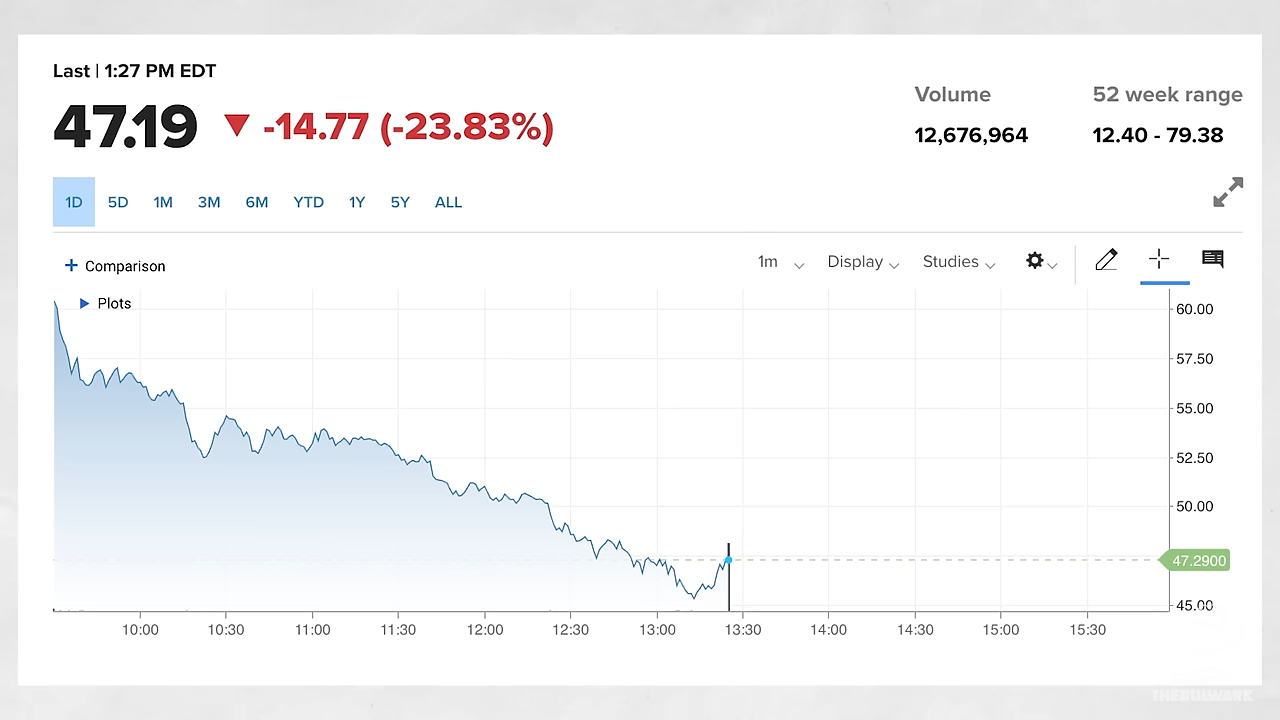 Last | 1:27 PM EDT
47.19 ▼ -14.77 (-23.83%)
Volume
12,676,964
52 week range
12.40 - 79.38
1D 5D 1M 3M 6M YTD 1Y 5Y ALL
+ Comparison
1m Display Studies
Plots
60.00
57.50
55.00
52.50
50.00
47.2900
45.00
10:00 10:30 11:00 11:30 12:00 12:30 13:00 13:30 14:00 14:30 15:00 15:30
THEBULWARK